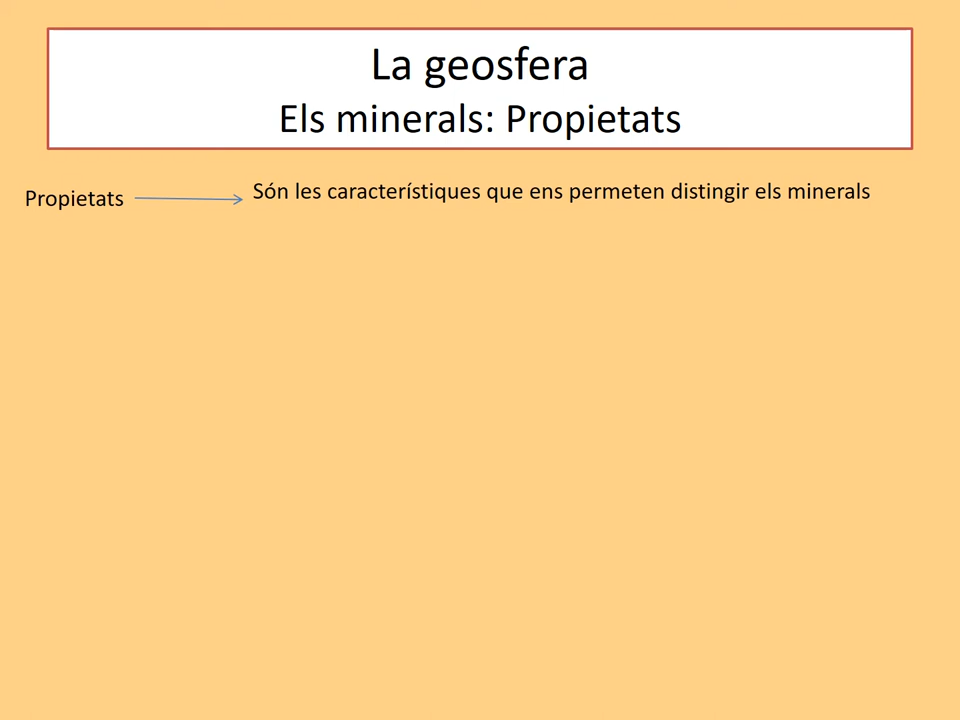 La geosfera
Els minerals: Propietats
Propietats
Són les característiques que ens permeten distingir els minerals